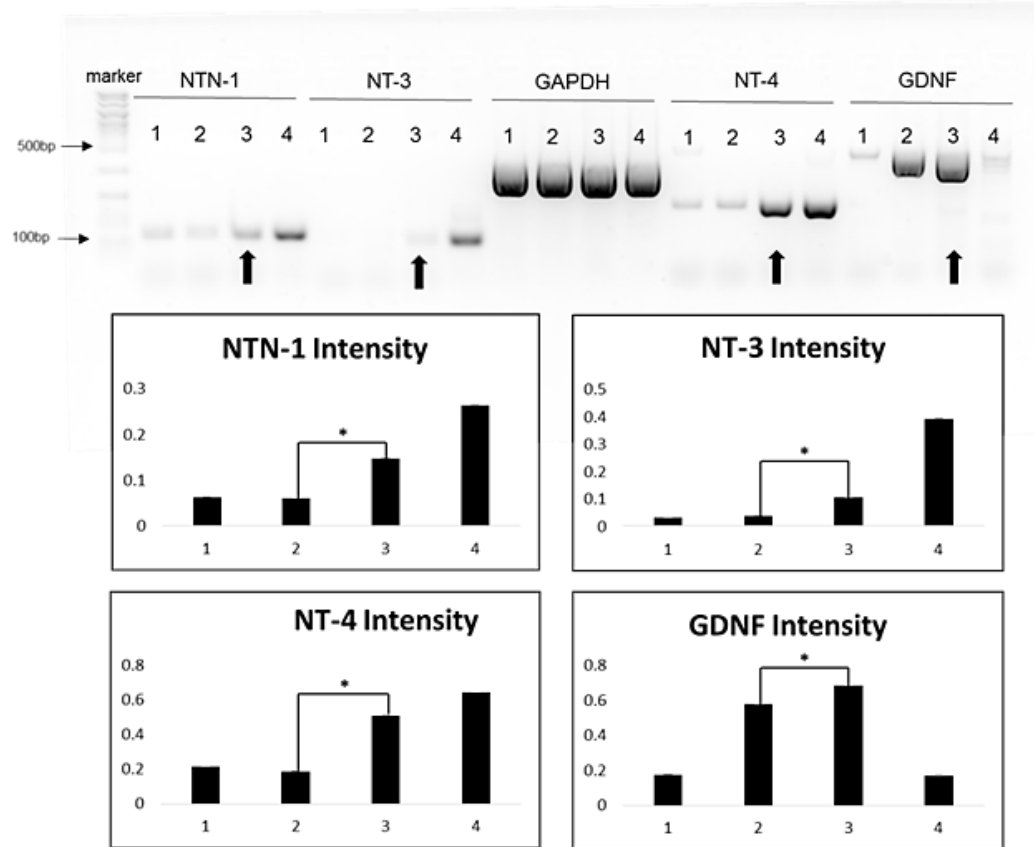 marker NTN-1 NT-3 GAPDH NT-4 GDNF
1 2 3 4 1 2 3 4 1 2 3 4 1 2 3 4 1 2 3 4
500bp
100bp
NTN-1 Intensity
0.3
0.2
0.1
0
*
1 2 3 4
NT-3 Intensity
0.5
0.4
0.3
0.2
0.1
0
*
1 2 3 4
NT-4 Intensity
0.8
0.6
0.4
0.2
0
*
1 2 3 4
GDNF Intensity
0.8
0.6
0.4
0.2
0
*
1 2 3 4